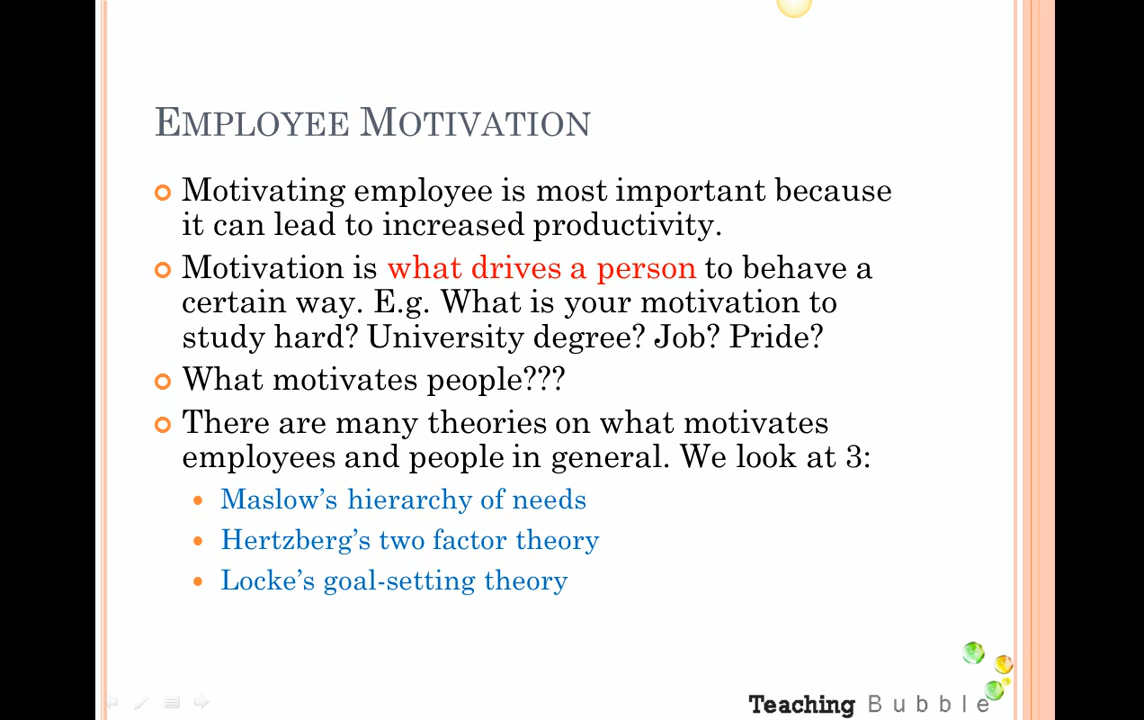 EMPLOYEE MOTIVATION
Motivating employee is most important because
it can lead to increased productivity.
Motivation is what drives a person to behave a
certain way. E.g. What is your motivation to
study hard? University degree? Job? Pride?
What motivates people???
There are many theories on what motivates
employees and people in general. We look at 3:
Maslow’s hierarchy of needs
Hertzberg’s two factor theory
Locke’s goal-setting theory
Teaching Bubble